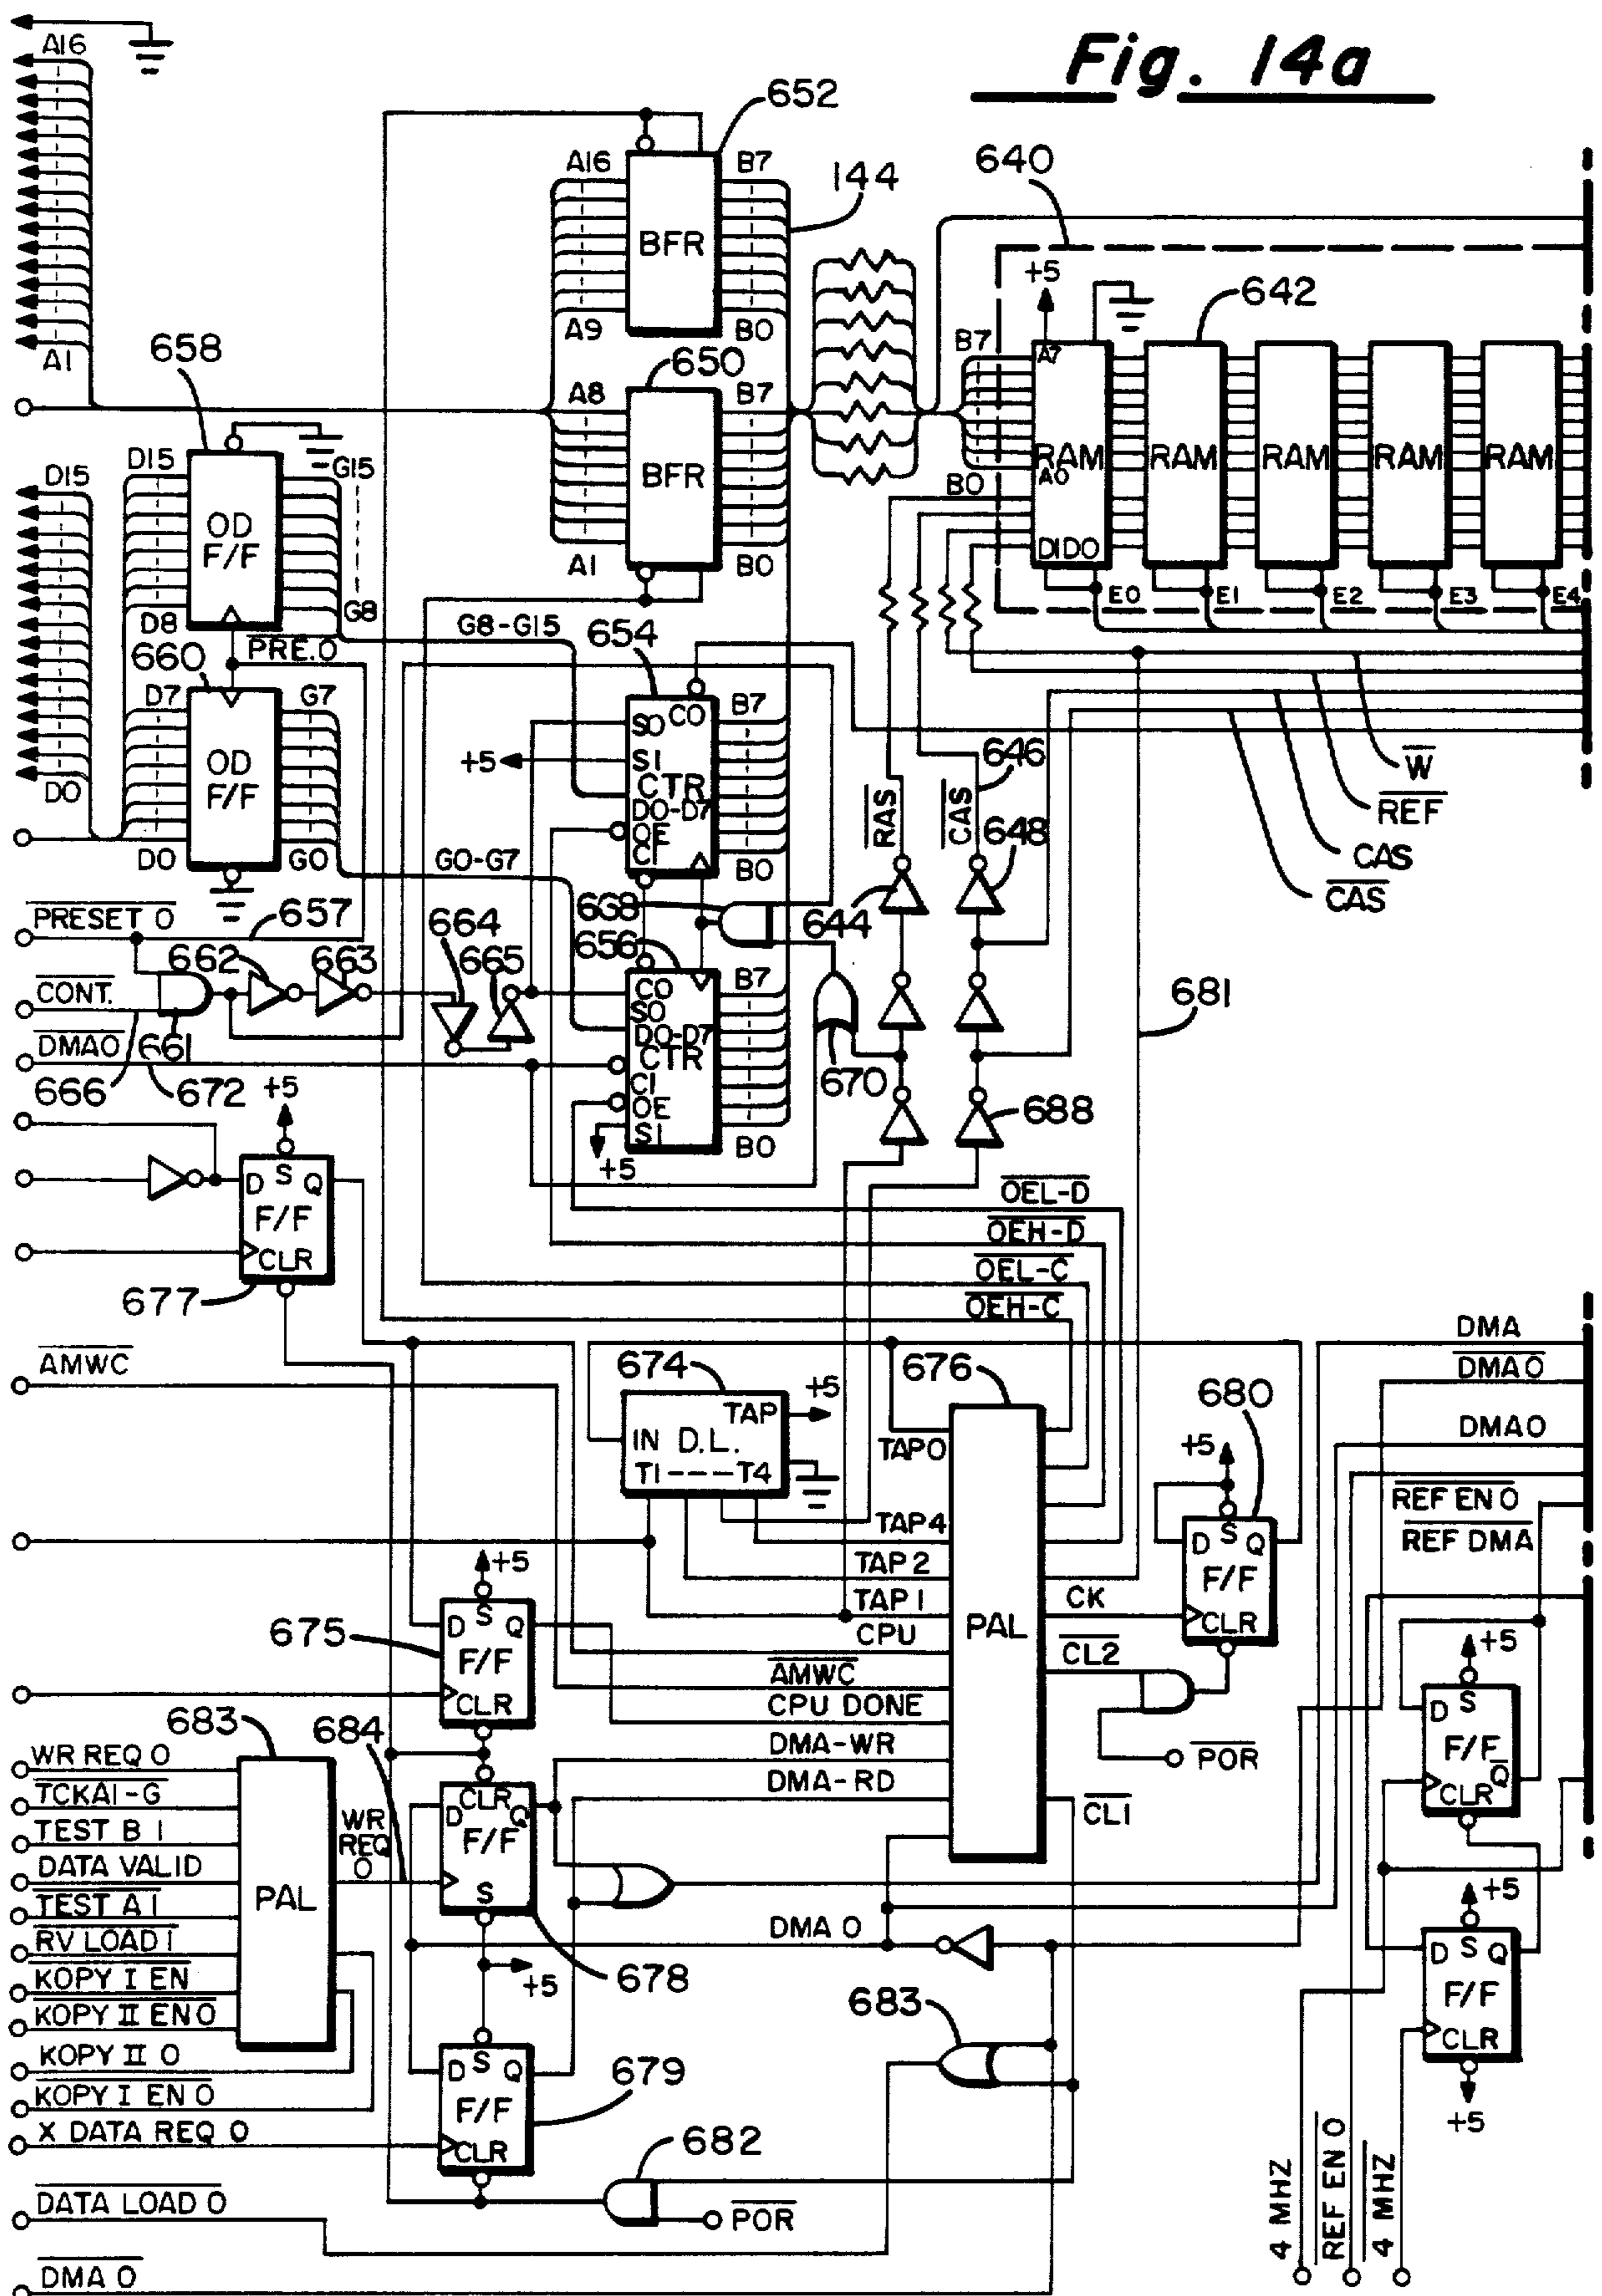 Fig. 14a
A16
A1
652
A16
BFR
B7
144
A9
B0
640
+5
642
650
A8
BFR
B7
A1
B0
B7
A7
RAM
A0
B0
DI DO
RAM
RAM
RAM
RAM
E0
E1
E2
E3
E4
658
D15
D15
OD
F/F
G15
D8
G8
PRE.0
660
D7
OD
F/F
G7
D0
D0
G0
G8-G15
G0-G7
654
S0
CO
+5
S1
CTR
D0-D7
OE
CI
B7
B0
646
RAS
CAS
648
644
W
REF
CAS
CAS
PRESET 0
657
CONT.
662
663
664
665
668
656
CO
S0
D0-D7
CTR
CI
OE
S1
+5
B7
B0
DMA0
661
666
672
670
688
681
+5
D
S
Q
F/F
CLR
677
OEL-D
OEH-D
OEL-C
OEH-C
AMWC
674
TAP
+5
IN
D.L.
T1----T4
676
TAP0
TAP4
TAP 2
TAP 1
CPU
AMWC
CPU DONE
DMA-WR
DMA-RD
PAL
CK
CL2
CL1
680
+5
D
S
Q
F/F
CLR
POR
DMA
DMA0
DMA0
REF EN 0
REF DMA
+5
675
D
S
Q
F/F
CLR
683
684
WR REQ 0
TCKA1-G
TEST B 1
DATA VALID
TEST A 1
RV LOAD 1
KOPY I EN
KOPY II EN 0
KOPY II 0
KOPY I EN 0
X DATA REQ 0
DATA LOAD 0
DMA 0
PAL
WR
REQ
0
CLR
D
Q
F/F
S
678
+5
D
S
Q
F/F
CLR
679
682
POR
DMA 0
683
+5
D
S
F/F
Q
CLR
+5
D
S
Q
F/F
CLR
+5
4 MHZ
REF EN 0
4 MHZ